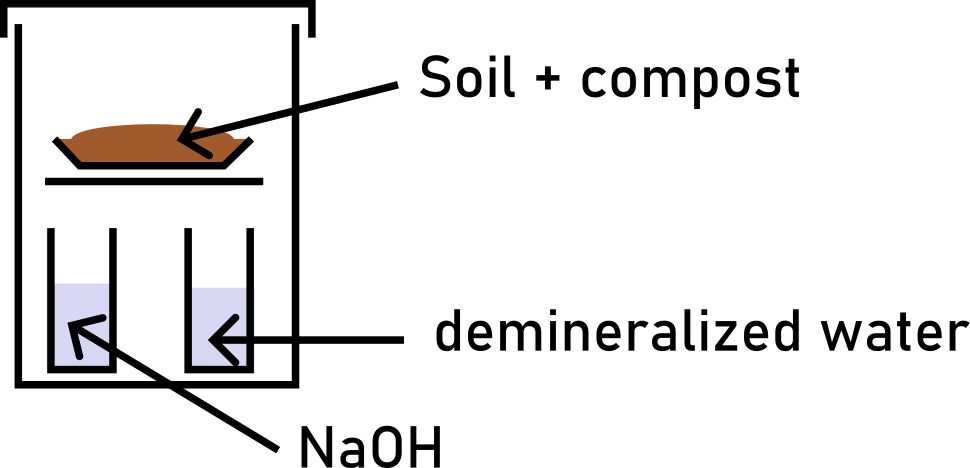 Soil + compost
demineralized water
NaOH